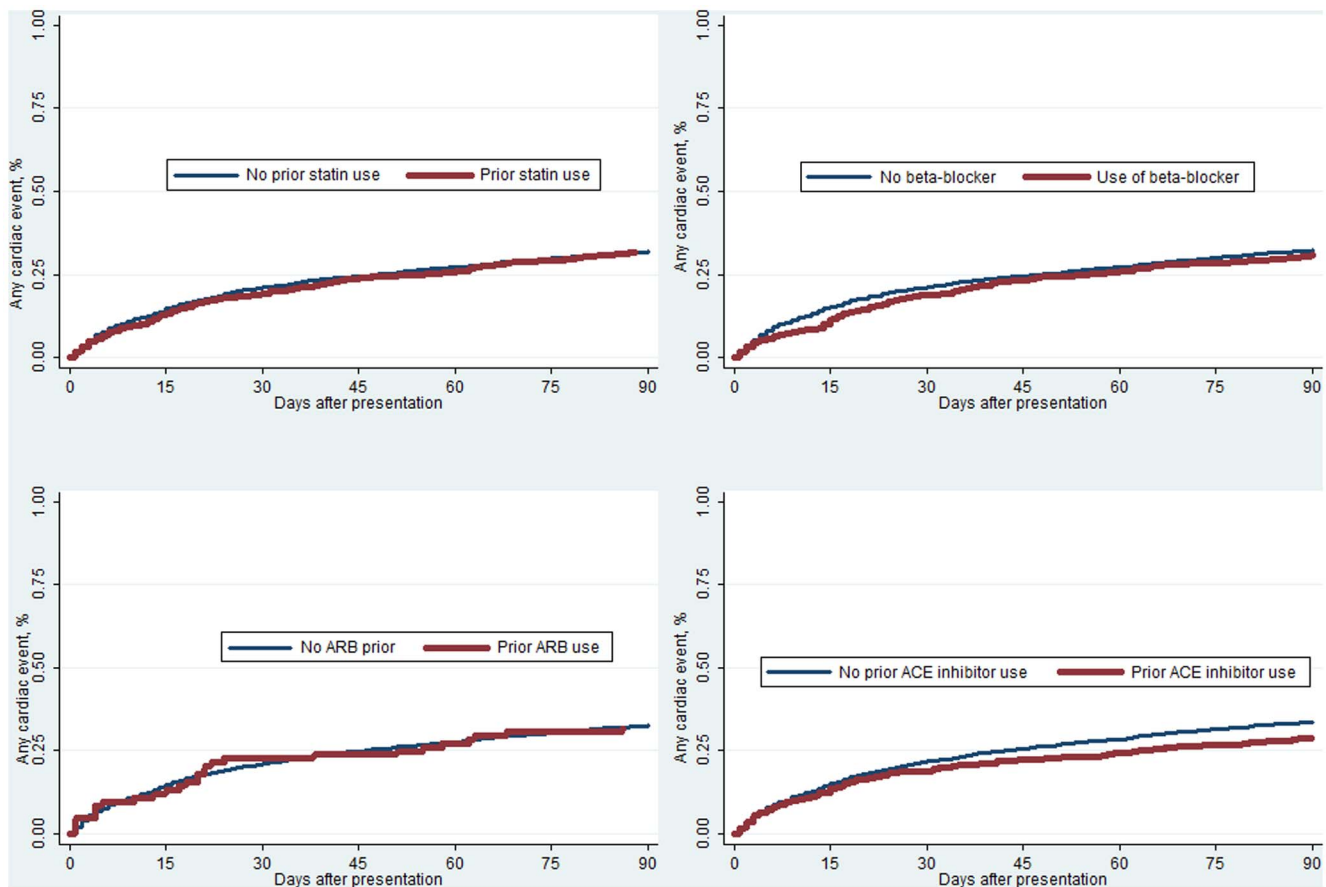 Any cardiac event, %
1.00
0.75
0.50
0.25
0.00
No prior statin use Prior statin use
0 15 30 45 60 75 90
Days after presentation
Any cardiac event, %
1.00
0.75
0.50
0.25
0.00
No beta-blocker Use of beta-blocker
0 15 30 45 60 75 90
Days after presentation
Any cardiac event, %
1.00
0.75
0.50
0.25
0.00
No ARB prior Prior ARB use
0 15 30 45 60 75 90
Days after presentation
Any cardiac event, %
1.00
0.75
0.50
0.25
0.00
No prior ACE inhibitor use Prior ACE inhibitor use
0 15 30 45 60 75 90
Days after presentation